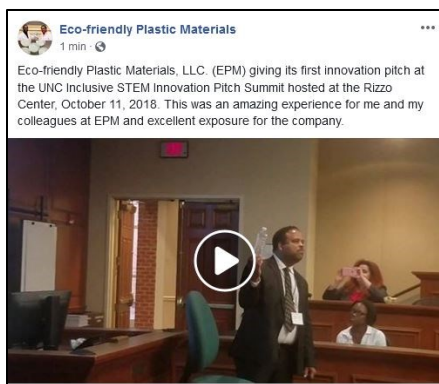 Eco-friendly Plastic Materials
1 min ·
Eco-friendly Plastic Materials, LLC. (EPM) giving its first innovation pitch at
the UNC Inclusive STEM Innovation Pitch Summit hosted at the Rizzo
Center, October 11, 2018. This was an amazing experience for me and my
colleagues at EPM and excellent exposure for the company.